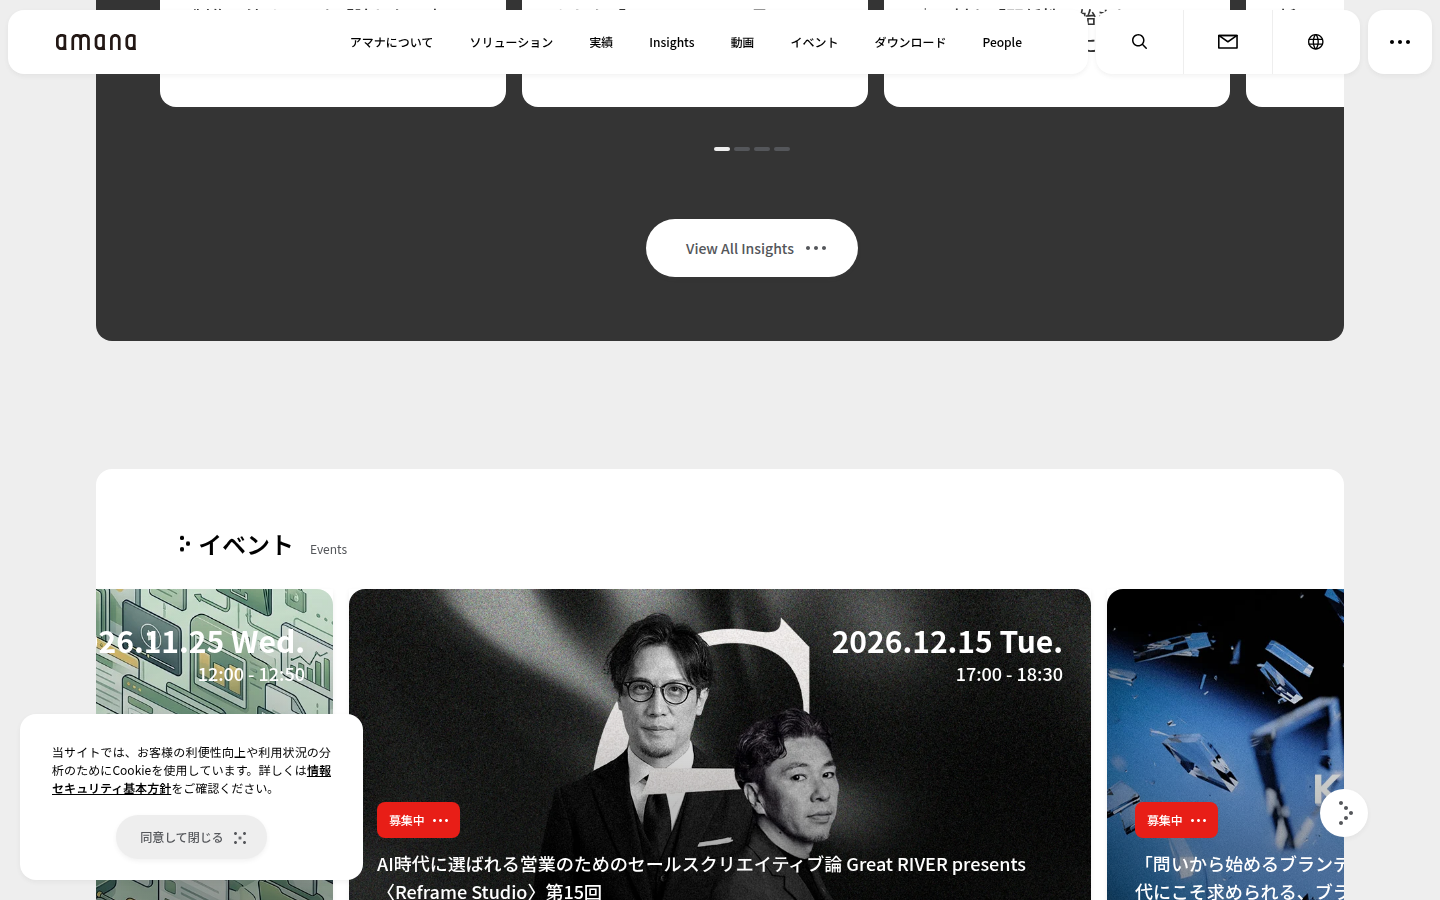 amana
アマナについて
ソリューション
実績
Insights
動画
イベント
ダウンロード
People
View All Insights
イベント
Events
26.11.25 Wed.
12:00 - 12:50
2026.12.15 Tue.
17:00 - 18:30
募集中
AI時代に選ばれる営業のためのセールスクリエイティブ論 Great RIVER presents
〈Reframe Studio〉第15回
募集中
「問いから始めるブランデ
代にこそ求められる、ブラ
当サイトでは、お客様の利便性向上や利用状況の分
析のためにCookieを使用しています。詳しくは情報
セキュリティ基本方針をご確認ください。
同意して閉じる